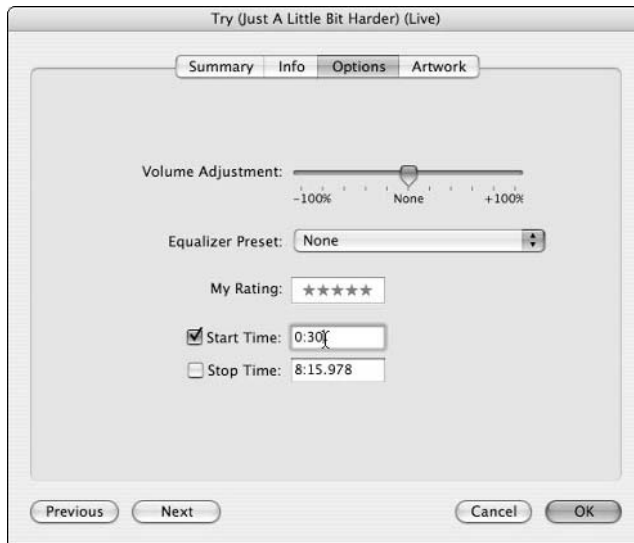 Try (Just A Little Bit Harder) (Live)
Summary Info Options Artwork
Volume Adjustment:
-100% None +100%
Equalizer Preset: None
My Rating: ★★★★★
Start Time: 0:30
Stop Time: 8:15.978
Previous Next Cancel OK